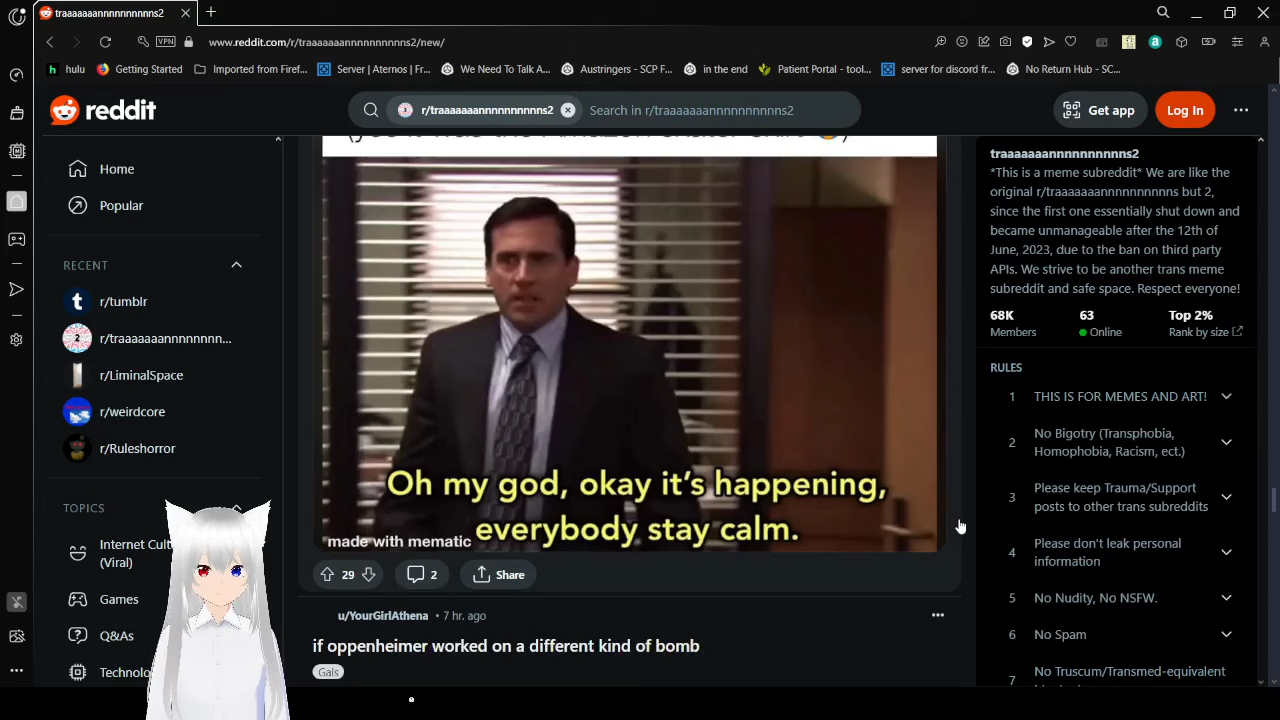 traaaaaaannnnnnnnnns2
VPN
www.reddit.com/r/traaaaaaannnnnnnnnns2/new/
hulu
Getting Started
Imported from Firef...
Server | Aternos | Fr...
We Need To Talk A...
Austringers - SCP F...
in the end
Patient Portal - tool...
server for discord fr...
No Return Hub - SC...
reddit
r/traaaaaaannnnnnnnnns2
Search in r/traaaaaaannnnnnnnnns2
Get app
Log In
Home
Popular
RECENT
r/tumblr
r/traaaaaaannnnnnn...
r/LiminalSpace
r/weirdcore
r/Ruleshorror
TOPICS
Internet Cul
(Viral)
Games
Q&As
Technolo
Oh my god, okay it's happening,
everybody stay calm.
made with mematic
29
2
Share
u/YourGirlAthena • 7 hr. ago
if oppenheimer worked on a different kind of bomb
Gals
traaaaaaannnnnnnnnns2
*This is a meme subreddit* We are like the
original r/traaaaaaannnnnnnnnns but 2,
since the first one essentially shut down and
became unmanageable after the 12th of
June, 2023, due to the ban on third party
APIs. We strive to be another trans meme
subreddit and safe space. Respect everyone!
68K
Members
63
Online
Top 2%
Rank by size
RULES
1 THIS IS FOR MEMES AND ART!
2 No Bigotry (Transphobia,
Homophobia, Racism, ect.)
3 Please keep Trauma/Support
posts to other trans subreddits
4 Please don't leak personal
information
5 No Nudity, No NSFW.
6 No Spam
7 No Truscum/Transmed-equivalent